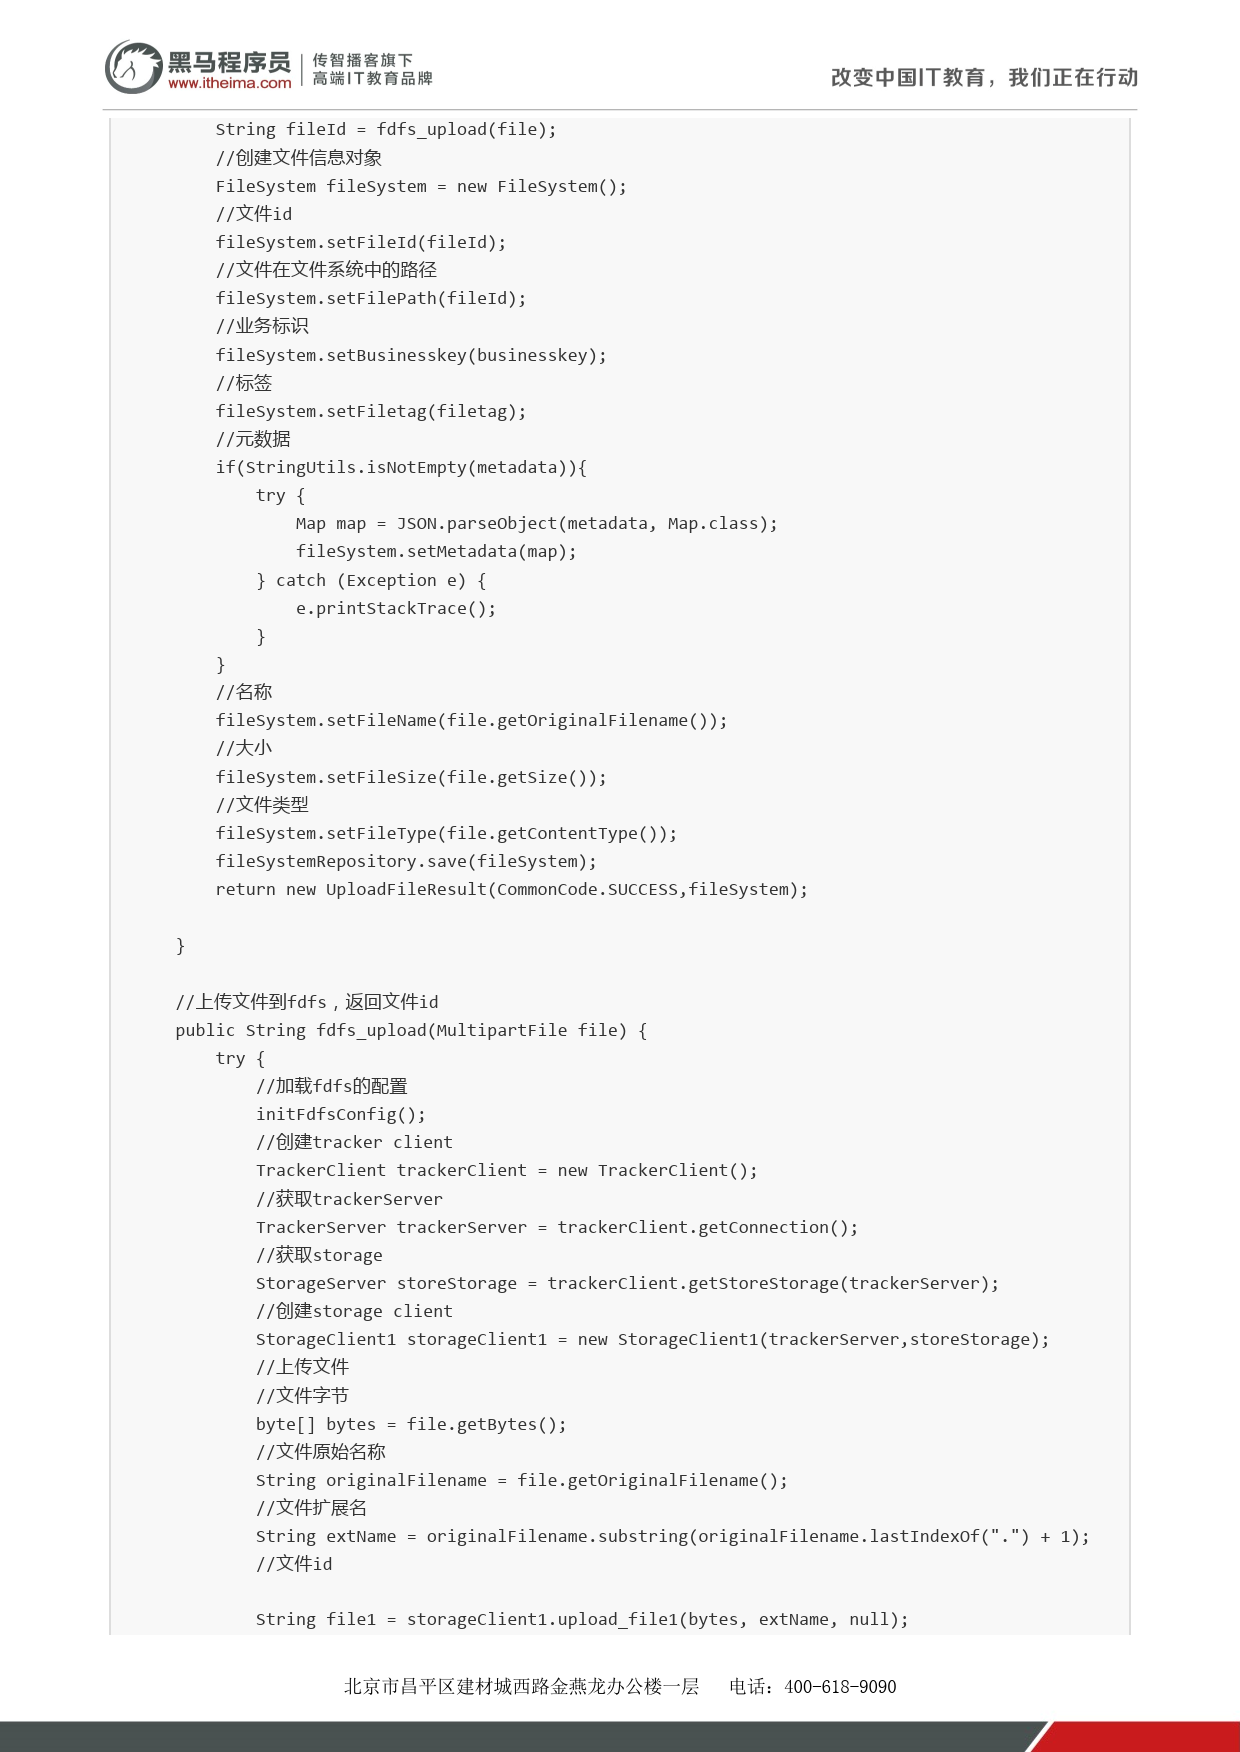 黑马程序员
www.itheima.com
传智播客旗下
高端IT教育品牌
改变中国IT教育，我们正在行动
String fileId = fdfs_upload(file);
//创建文件信息对象
FileSystem fileSystem = new FileSystem();
//文件id
fileSystem.setFileId(fileId);
//文件在文件系统中的路径
fileSystem.setFilePath(fileId);
//业务标识
fileSystem.setBusinesskey(businesskey);
//标签
fileSystem.setFiletag(filetag);
//元数据
if(StringUtils.isNotEmpty(metadata)){
try {
Map map = JSON.parseObject(metadata, Map.class);
fileSystem.setMetadata(map);
} catch (Exception e) {
e.printStackTrace();
}
}
//名称
fileSystem.setFileName(file.getOriginalFilename());
//大小
fileSystem.setFileSize(file.getSize());
//文件类型
fileSystem.setFileType(file.getContentType());
fileSystemRepository.save(fileSystem);
return new UploadFileResult(CommonCode.SUCCESS,fileSystem);
}
//上传文件到fdfs，返回文件id
public String fdfs_upload(MultipartFile file) {
try {
//加载fdfs的配置
initFdfsConfig();
//创建tracker client
TrackerClient trackerClient = new TrackerClient();
//获取trackerServer
TrackerServer trackerServer = trackerClient.getConnection();
//获取storage
StorageServer storeStorage = trackerClient.getStoreStorage(trackerServer);
//创建storage client
StorageClient1 storageClient1 = new StorageClient1(trackerServer,storeStorage);
//上传文件
//文件字节
byte[] bytes = file.getBytes();
//文件原始名称
String originalFilename = file.getOriginalFilename();
//文件扩展名
String extName = originalFilename.substring(originalFilename.lastIndexOf(".") + 1);
//文件id
String file1 = storageClient1.upload_file1(bytes, extName, null);
北京市昌平区建材城西路金燕龙办公楼一层 电话：400-618-9090